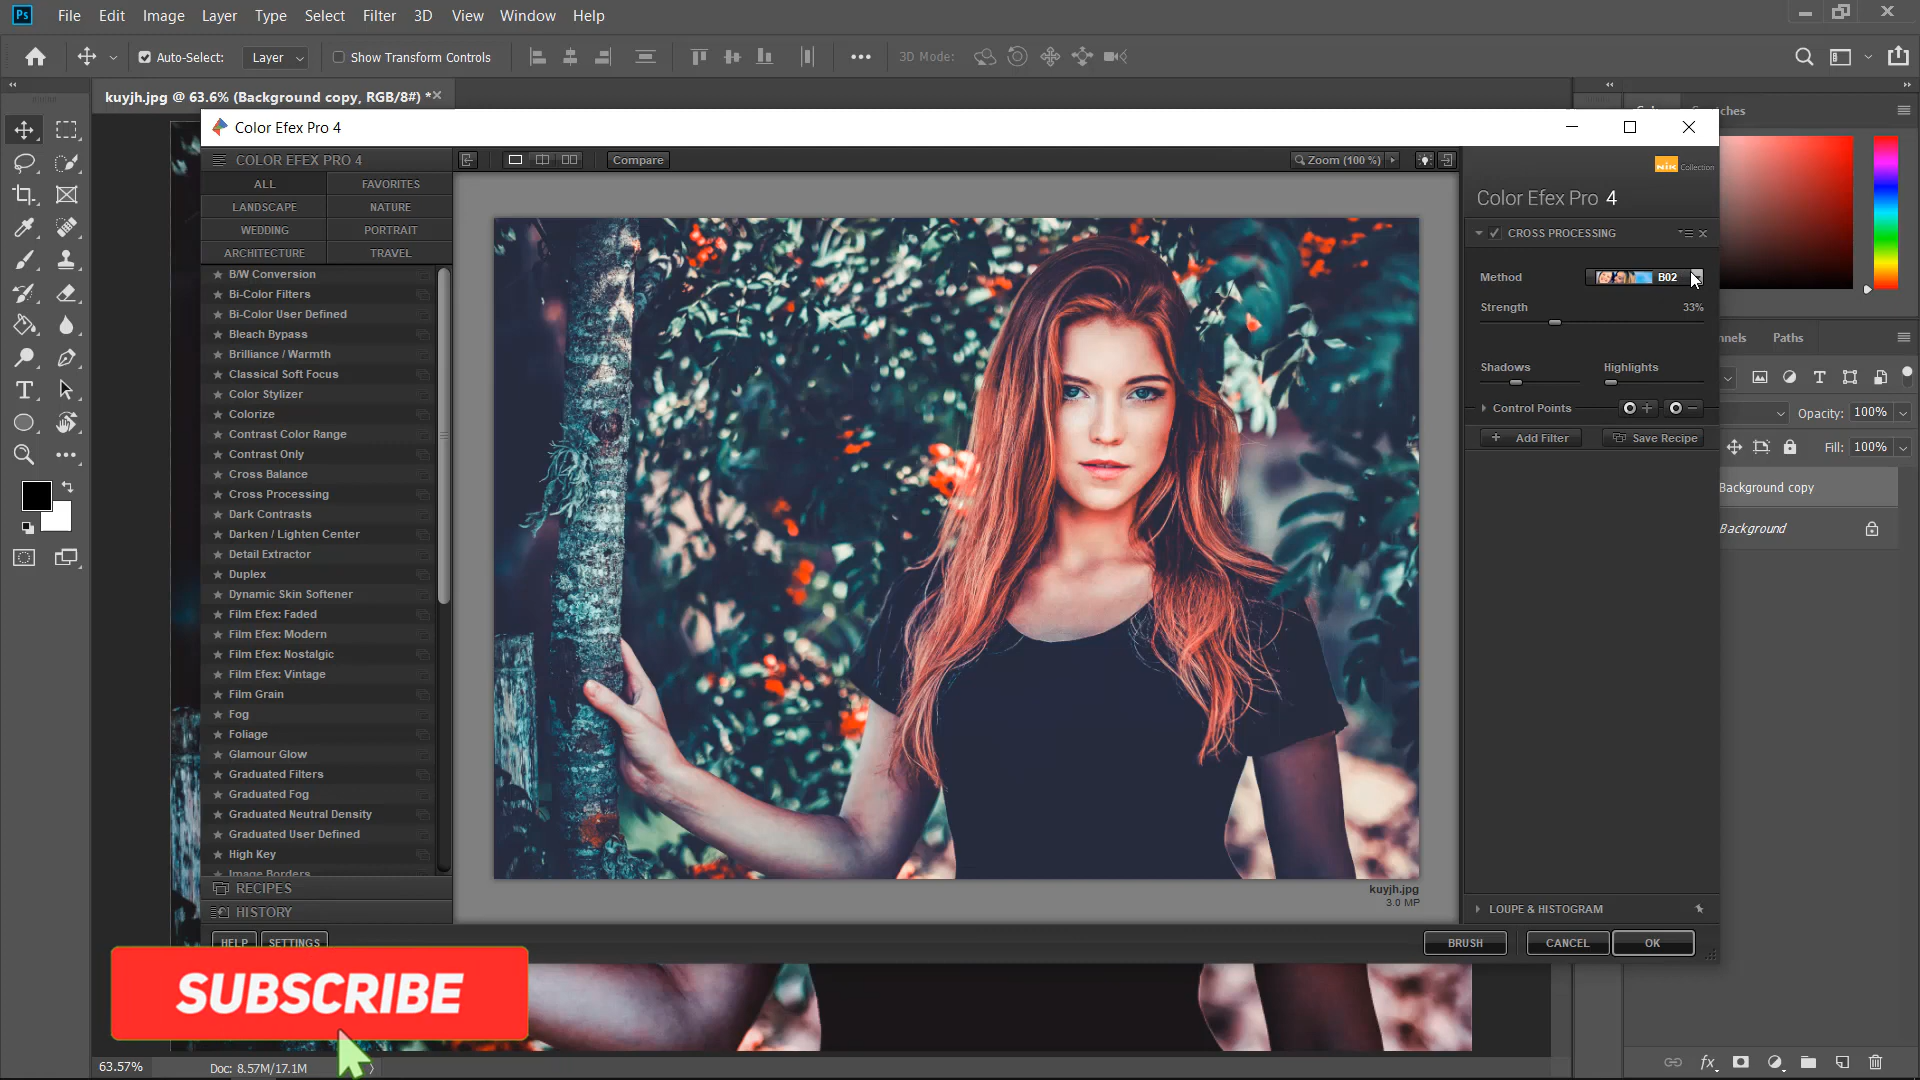 Ps File Edit Image Layer Type Select Filter 3D View Window Help
Auto-Select: Layer Show Transform Controls 3D Mode:
kuyjh.jpg @ 63.6% (Background copy, RGB/8#) *
Color Efex Pro 4
COLOR EFEX PRO 4
Compare
Zoom (100 %)
ALL FAVORITES
LANDSCAPE NATURE
WEDDING PORTRAIT
ARCHITECTURE TRAVEL
B/W Conversion
Bi-Color Filters
Bi-Color User Defined
Bleach Bypass
Brilliance / Warmth
Classical Soft Focus
Color Stylizer
Colorize
Contrast Color Range
Contrast Only
Cross Balance
Cross Processing
Dark Contrasts
Darken / Lighten Center
Detail Extractor
Duplex
Dynamic Skin Softener
Film Efex: Faded
Film Efex: Modern
Film Efex: Nostalgic
Film Efex: Vintage
Film Grain
Fog
Foliage
Glamour Glow
Graduated Filters
Graduated Fog
Graduated Neutral Density
Graduated User Defined
High Key
Image Borders
RECIPES
HISTORY
HELP SETTINGS
kuyjh.jpg
3.0 MP
Nik Collection
Color Efex Pro 4
CROSS PROCESSING
Method B02
Strength 33%
Shadows Highlights
Control Points
Add Filter Save Recipe
LOUPE & HISTOGRAM
BRUSH CANCEL OK
Paths
Opacity: 100%
Fill: 100%
Background copy
Background
SUBSCRIBE
63.57% Doc: 8.57M/17.1M
fx